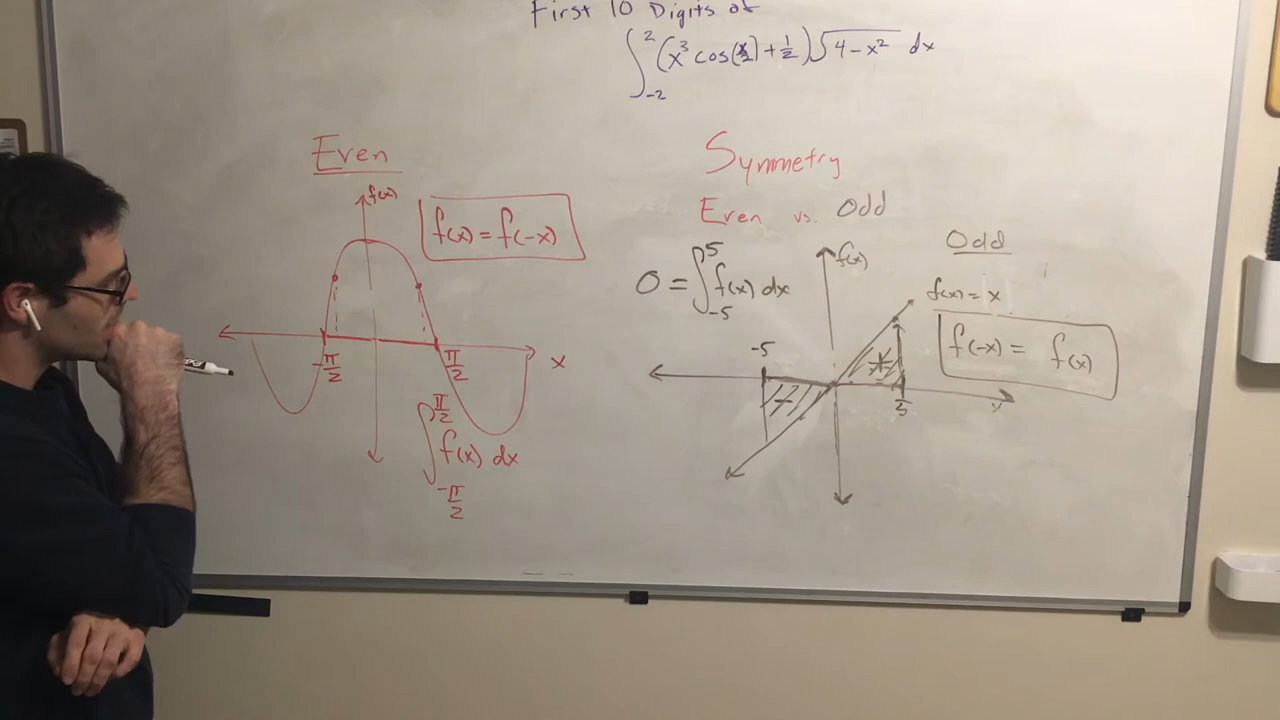 First 10 Digits of
∫_{-2}^{2} (x³ cos(x/2) + 1/2) √(4-x²) dx
Even
f(x)
f(x) = f(-x)
-π/2
π/2
x
∫_{-π/2}^{π/2} f(x) dx
Symmetry
Even vs. Odd
0 = ∫_{-5}^{5} f(x) dx
f(x)
-5
5
Odd
f(x) = x
f(-x) = f(x)